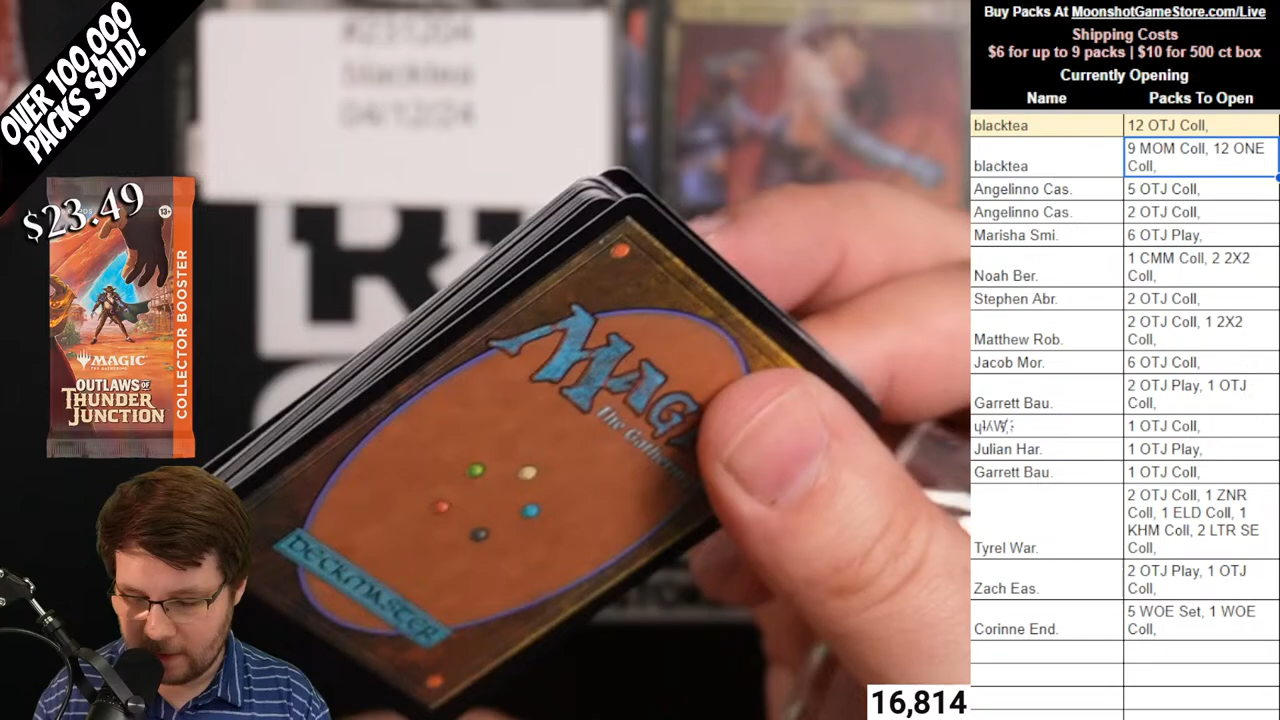 OVER 100,000
PACKS SOLD!
$23.49
13+
MAGIC
THE GATHERING
OUTLAWS OF
THUNDER JUNCTION
COLLECTOR BOOSTER
#231204
blacktea
04/12/24
MAGI
The Gather
DECKMASTER
Buy Packs At MoonshotGameStore.com/Live
Shipping Costs
$6 for up to 9 packs | $10 for 500 ct box
Currently Opening
Name Packs To Open
blacktea 12 OTJ Coll,
9 MOM Coll, 12 ONE
blacktea Coll,
Angelinno Cas. 5 OTJ Coll,
Angelinno Cas. 2 OTJ Coll,
Marisha Smi. 6 OTJ Play,
1 CMM Coll, 2 2X2
Noah Ber. Coll,
Stephen Abr. 2 OTJ Coll,
2 OTJ Coll, 1 2X2
Matthew Rob. Coll,
Jacob Mor. 6 OTJ Coll,
2 OTJ Play, 1 OTJ
Garrett Bau. Coll,
1 OTJ Coll,
Julian Har. 1 OTJ Play,
Garrett Bau. 1 OTJ Coll,
2 OTJ Coll, 1 ZNR
Coll, 1 ELD Coll, 1
KHM Coll, 2 LTR SE
Tyrel War. Coll,
2 OTJ Play, 1 OTJ
Zach Eas. Coll,
5 WOE Set, 1 WOE
Corinne End. Coll,
16,814